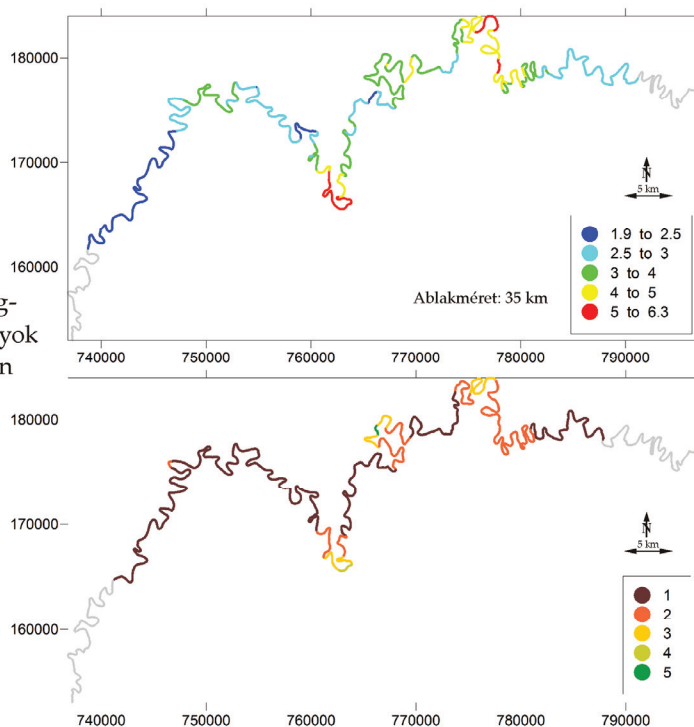 180000
170000
160000
N
5 km
1.9 to 2.5
2.5 to 3
3 to 4
4 to 5
5 to 6.3
Ablakméret: 35 km
g-
yok
n
740000 750000 760000 770000 780000 790000
180000
170000
160000
N
5 km
1
2
3
4
5
740000 750000 760000 770000 780000 790000